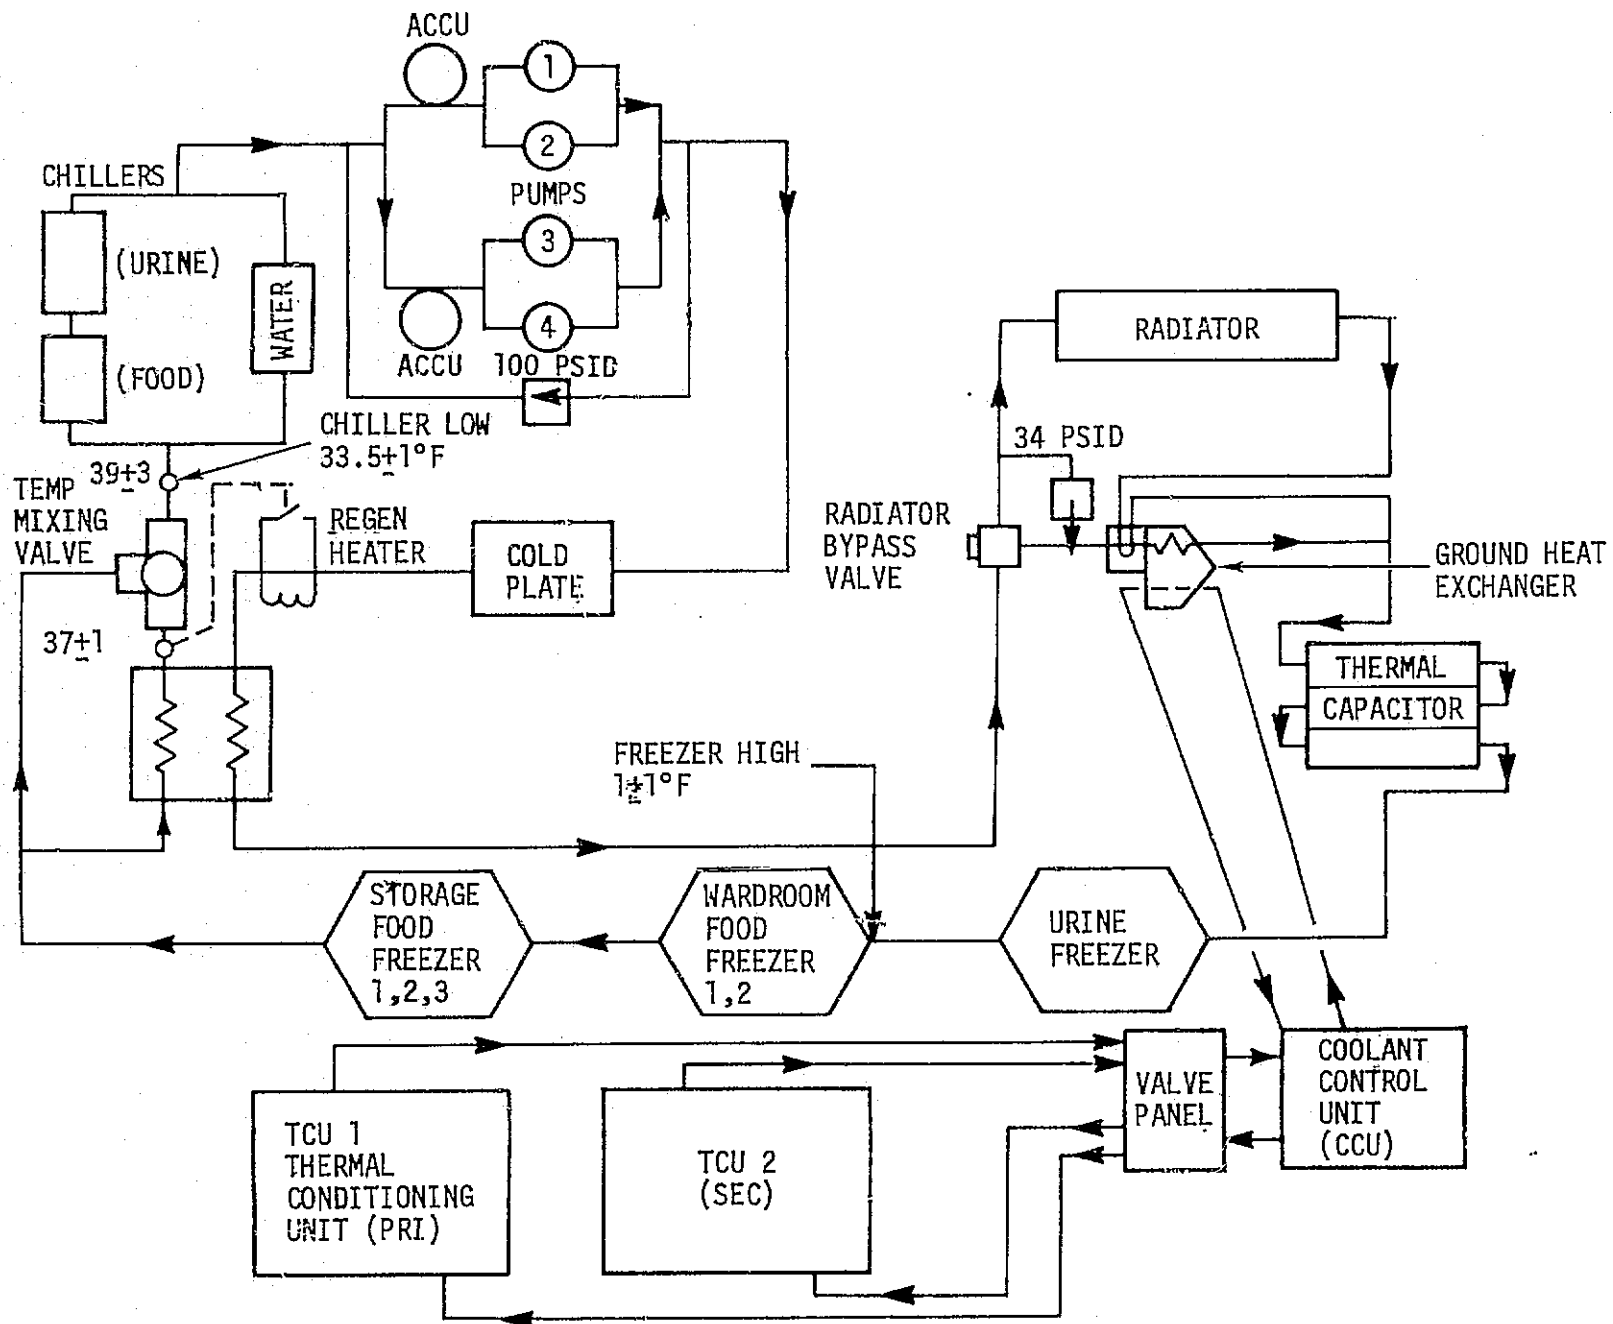 ACCU
1
2
PUMPS
3
4
ACCU
100 PSID
CHILLERS
(URINE)
(FOOD)
WATER
CHILLER LOW
33.5±1°F
39±3
TEMP
MIXING
VALVE
REGEN
HEATER
COLD
PLATE
37±1
RADIATOR
34 PSID
RADIATOR
BYPASS
VALVE
GROUND HEAT
EXCHANGER
THERMAL
CAPACITOR
FREEZER HIGH
1±1°F
STORAGE
FOOD
FREEZER
1,2,3
WARDROOM
FOOD
FREEZER
1,2
URINE
FREEZER
TCU 1
THERMAL
CONDITIONING
UNIT (PRI)
TCU 2
(SEC)
VALVE
PANEL
COOLANT
CONTROL
UNIT
(CCU)